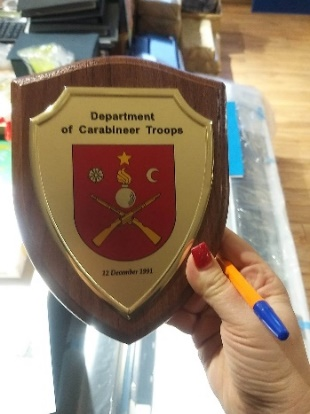 Department
of Carabineer Troops
12 December 1991